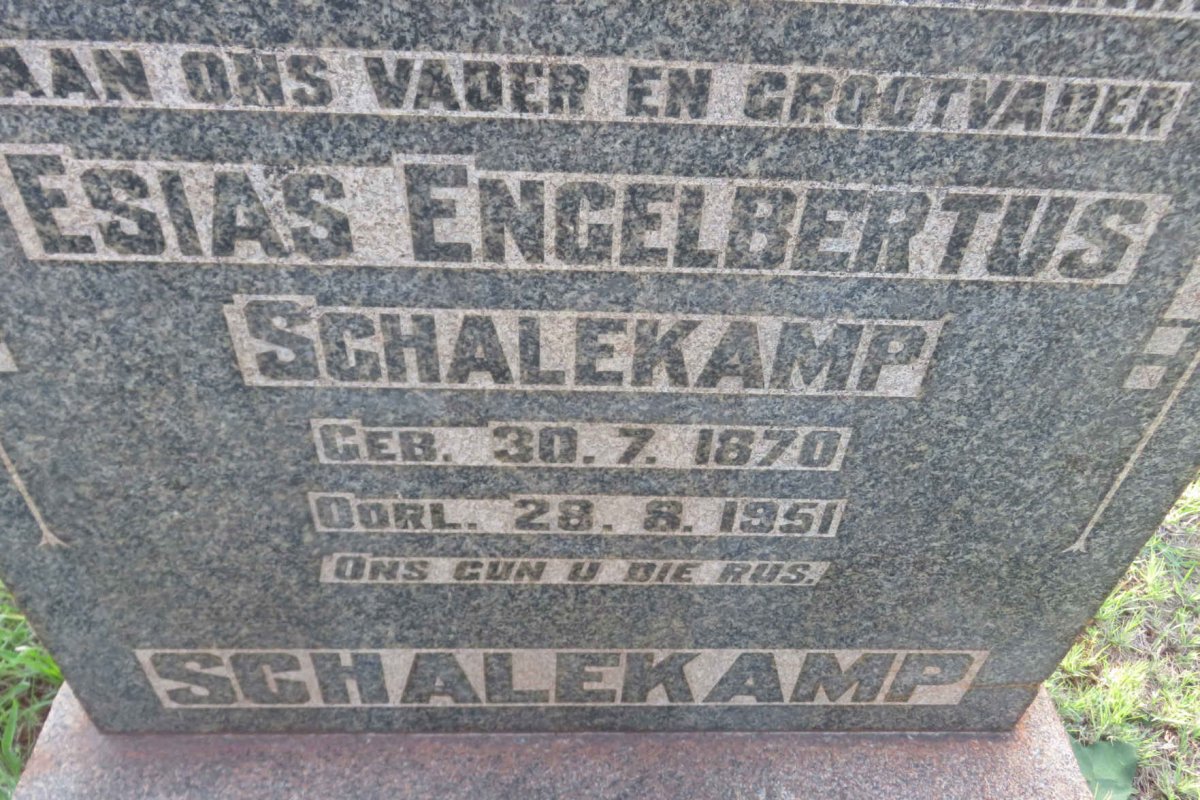 AAN ONS VADER EN GROOTVADER
ESIAS ENGELBERTUS
SCHALEKAMP
GEB. 30. 7. 1870
OORL. 28. 8. 1951
ONS GUN U DIE RUS.
SCHALEKAMP